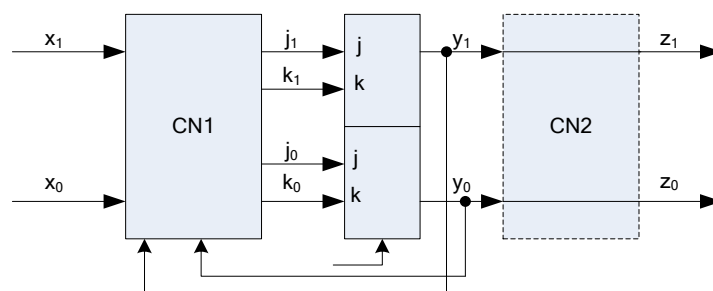 x₁ j₁ j y₁ z₁
k₁ k
CN1 CN2
j₀ j
x₀ k₀ k y₀ z₀